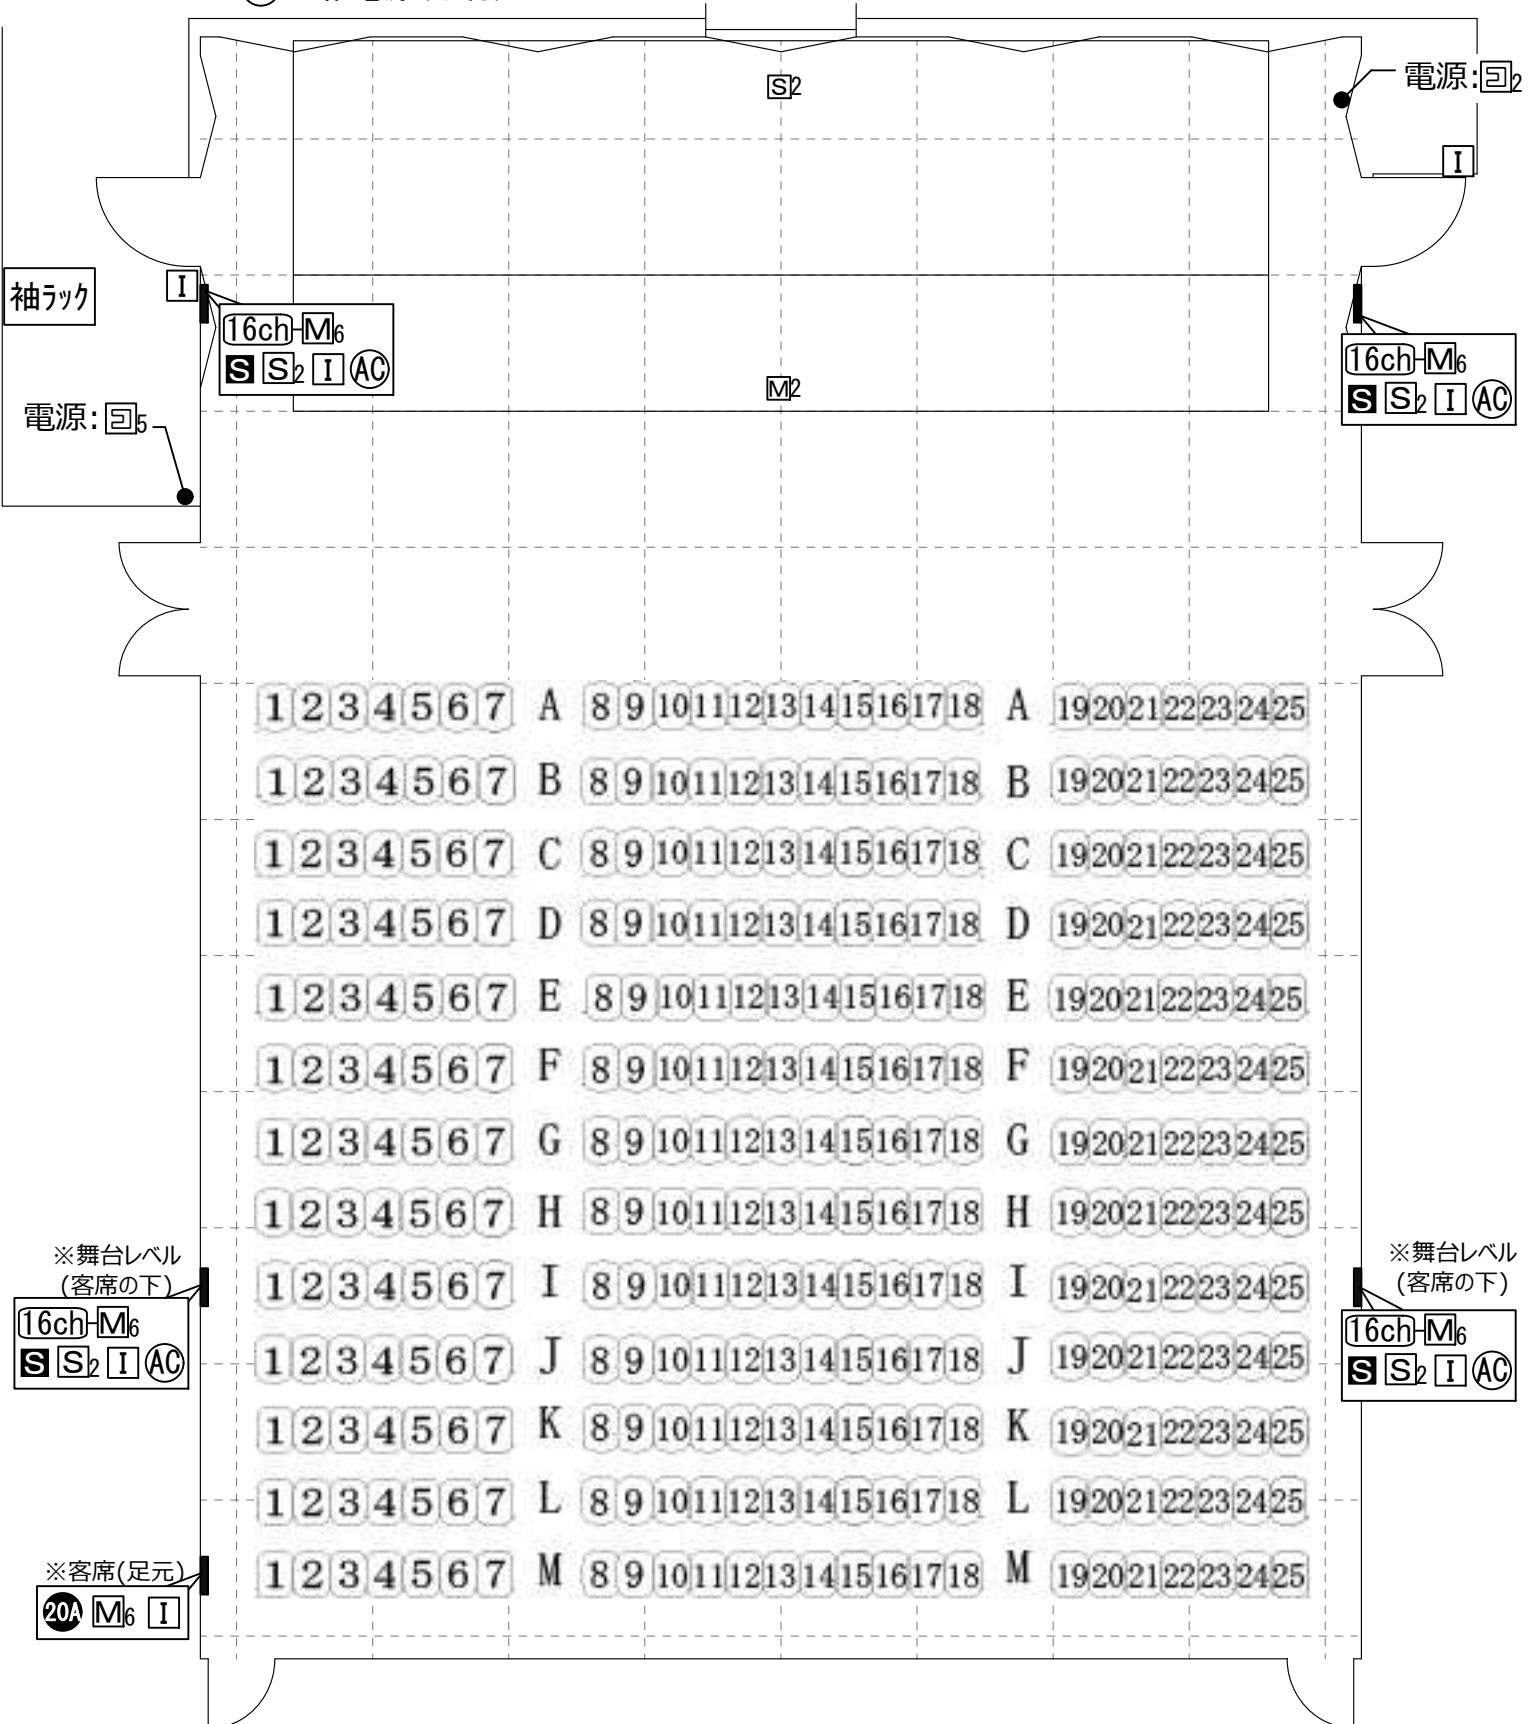 S2
電源:コ2
I
袖ラック
I
16ch M6
S S2 I AC
16ch M6
S S2 I AC
M2
電源:コ5
1 2 3 4 5 6 7 A 8 9 10 11 12 13 14 15 16 17 18 A 19 20 21 22 23 24 25
1 2 3 4 5 6 7 B 8 9 10 11 12 13 14 15 16 17 18 B 19 20 21 22 23 24 25
1 2 3 4 5 6 7 C 8 9 10 11 12 13 14 15 16 17 18 C 19 20 21 22 23 24 25
1 2 3 4 5 6 7 D 8 9 10 11 12 13 14 15 16 17 18 D 19 20 21 22 23 24 25
1 2 3 4 5 6 7 E 8 9 10 11 12 13 14 15 16 17 18 E 19 20 21 22 23 24 25
1 2 3 4 5 6 7 F 8 9 10 11 12 13 14 15 16 17 18 F 19 20 21 22 23 24 25
1 2 3 4 5 6 7 G 8 9 10 11 12 13 14 15 16 17 18 G 19 20 21 22 23 24 25
1 2 3 4 5 6 7 H 8 9 10 11 12 13 14 15 16 17 18 H 19 20 21 22 23 24 25
※舞台レベル
(客席の下)
※舞台レベル
(客席の下)
1 2 3 4 5 6 7 I 8 9 10 11 12 13 14 15 16 17 18 I 19 20 21 22 23 24 25
16ch M6
S S2 I AC
16ch M6
S S2 I AC
1 2 3 4 5 6 7 J 8 9 10 11 12 13 14 15 16 17 18 J 19 20 21 22 23 24 25
1 2 3 4 5 6 7 K 8 9 10 11 12 13 14 15 16 17 18 K 19 20 21 22 23 24 25
1 2 3 4 5 6 7 L 8 9 10 11 12 13 14 15 16 17 18 L 19 20 21 22 23 24 25
※客席(足元)
1 2 3 4 5 6 7 M 8 9 10 11 12 13 14 15 16 17 18 M 19 20 21 22 23 24 25
20A M6 I